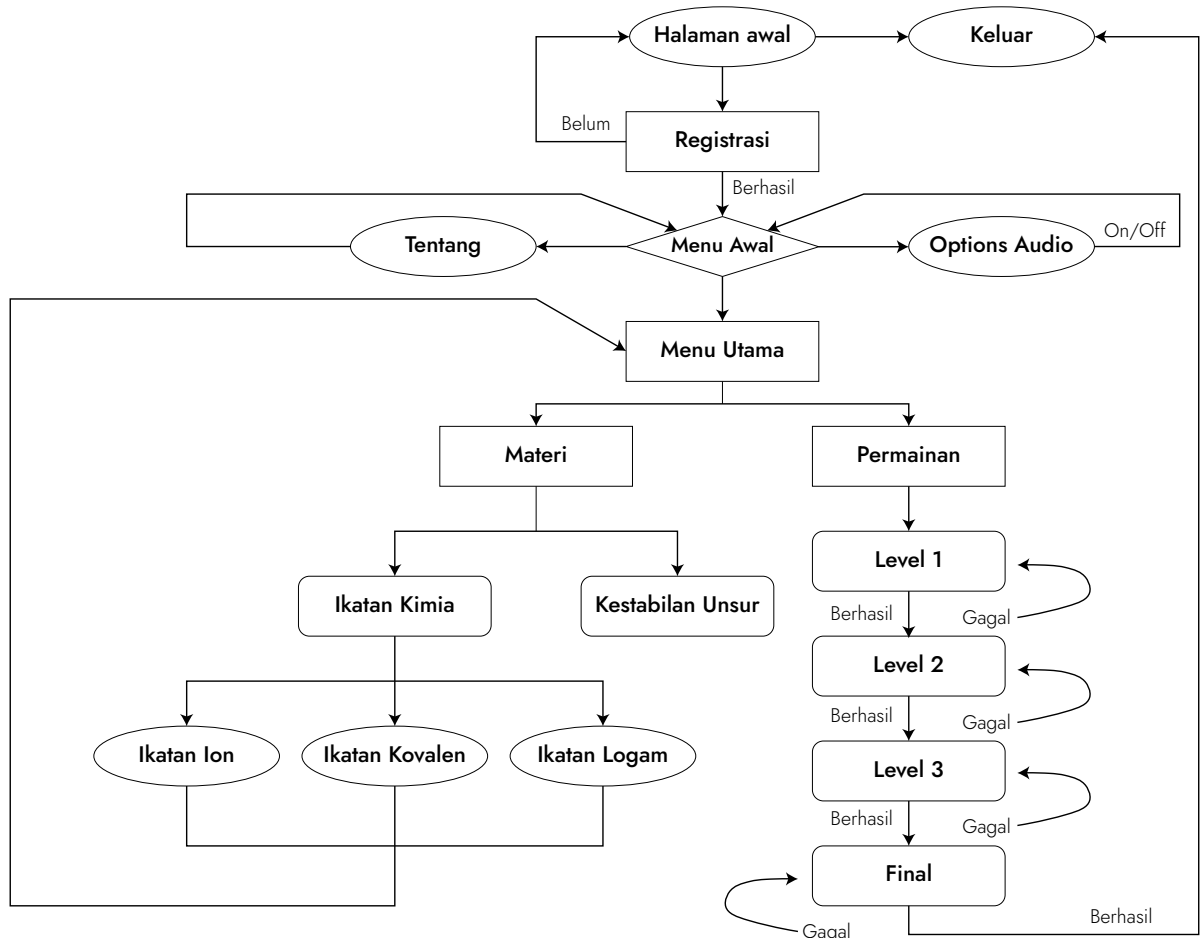 Halaman awal
Keluar
Belum
Registrasi
Berhasil
Tentang
Menu Awal
Options Audio
On/Off
Menu Utama
Materi
Permainan
Ikatan Kimia
Kestabilan Unsur
Level 1
Berhasil
Gagal
Level 2
Berhasil
Gagal
Ikatan Ion
Ikatan Kovalen
Ikatan Logam
Level 3
Berhasil
Gagal
Final
Gagal
Berhasil